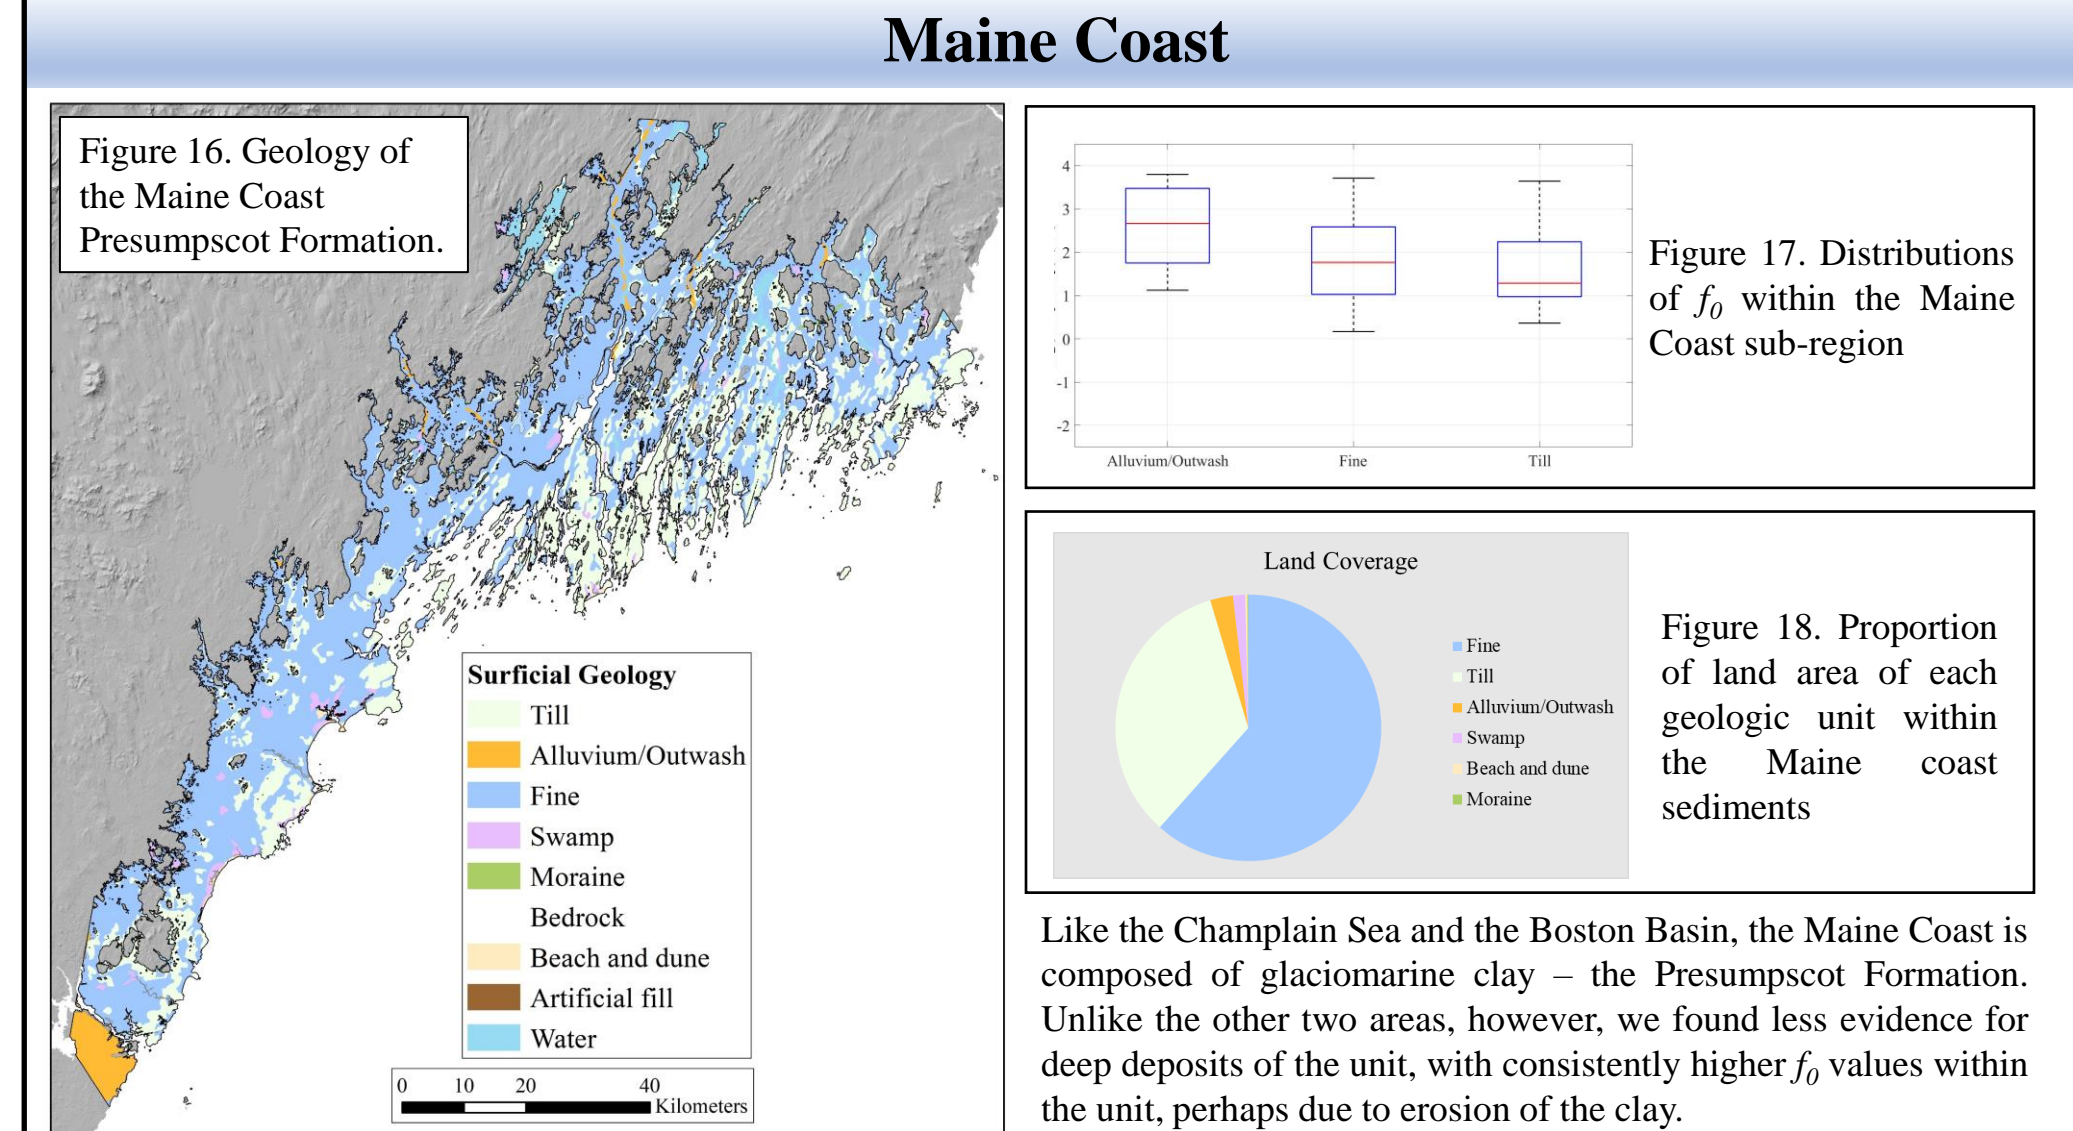 Maine Coast
Figure 16. Geology of
the Maine Coast
Presumpscot Formation.
Surficial Geology
Till
Alluvium/Outwash
Fine
Swamp
Moraine
Bedrock
Beach and dune
Artificial fill
Water
0 10 20 40
Kilometers
4
3
2
1
0
-1
-2
Alluvium/Outwash Fine Till
Figure 17. Distributions
of f0 within the Maine
Coast sub-region
Land Coverage
Fine
Till
Alluvium/Outwash
Swamp
Beach and dune
Moraine
Figure 18. Proportion
of land area of each
geologic unit within
the Maine coast
sediments
Like the Champlain Sea and the Boston Basin, the Maine Coast is
composed of glaciomarine clay – the Presumpscot Formation.
Unlike the other two areas, however, we found less evidence for
deep deposits of the unit, with consistently higher f0 values within
the unit, perhaps due to erosion of the clay.